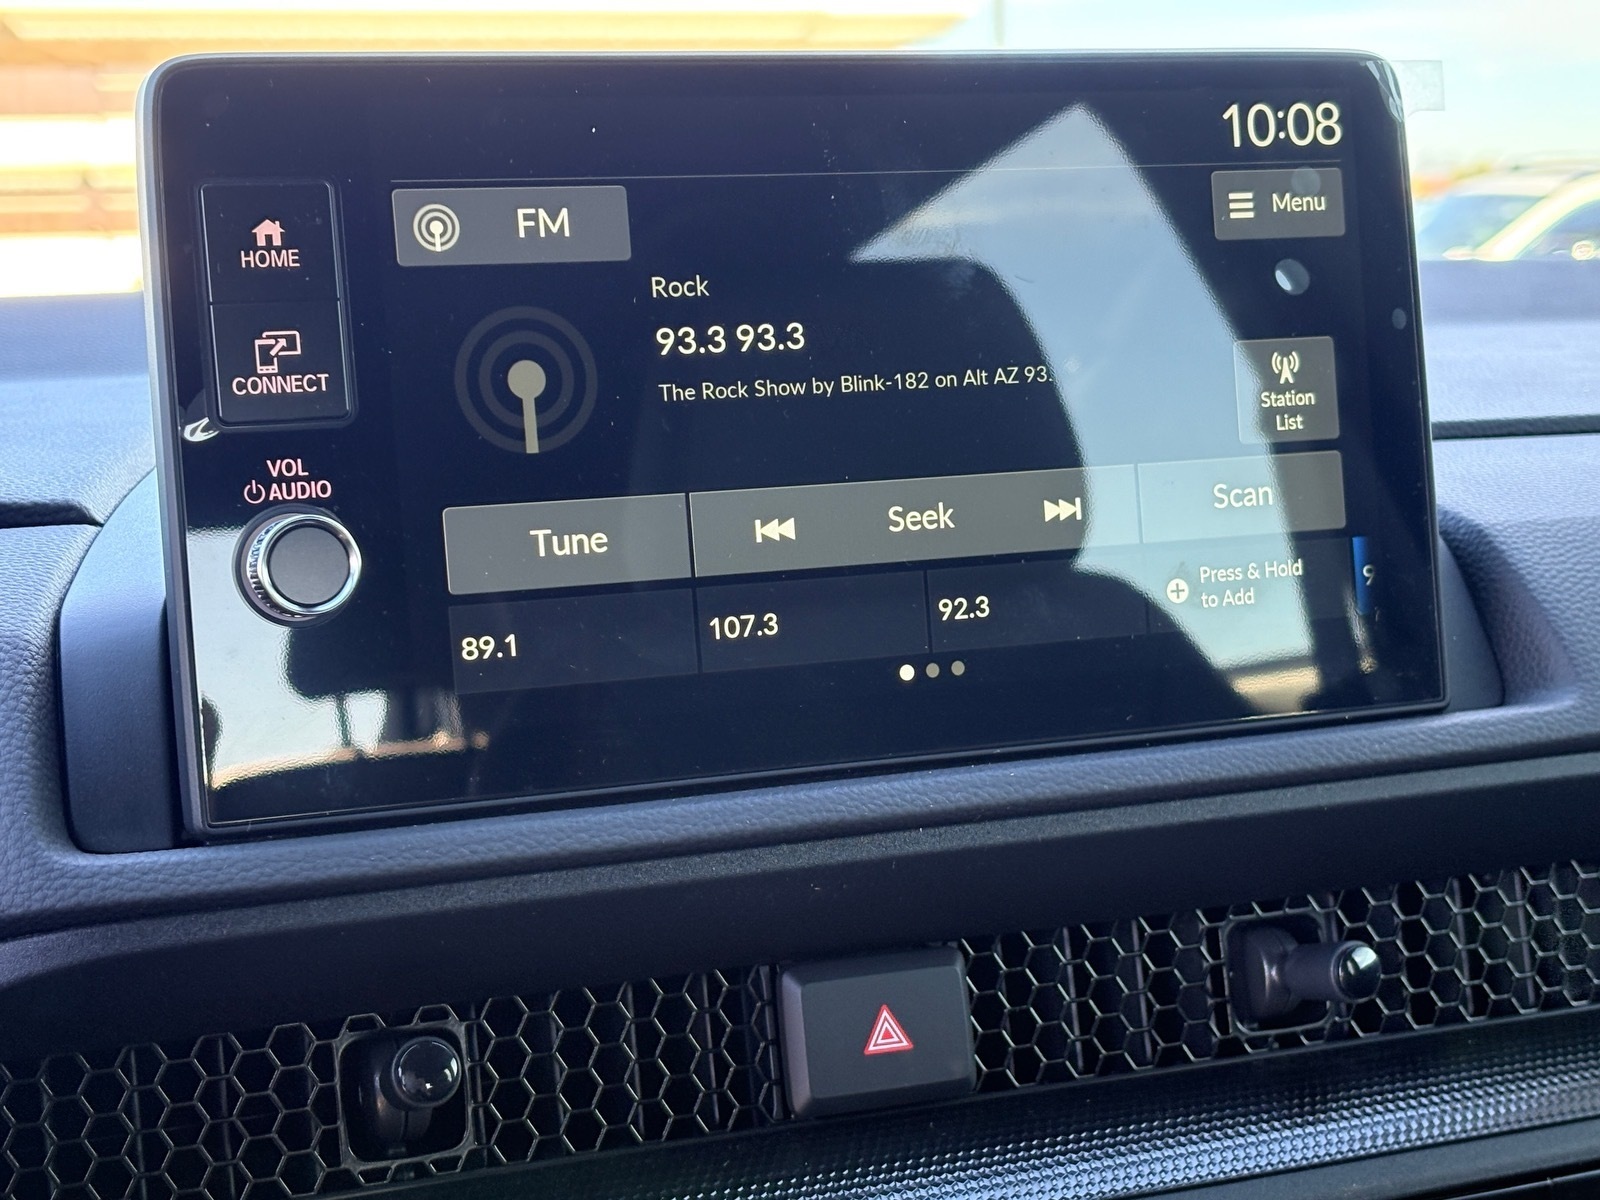 10:08
HOME
CONNECT
VOL
AUDIO
FM
Menu
Rock
93.3 93.3
The Rock Show by Blink-182 on Alt AZ 93.
Station
List
Tune
Seek
Scan
89.1
107.3
92.3
Press & Hold
to Add
9